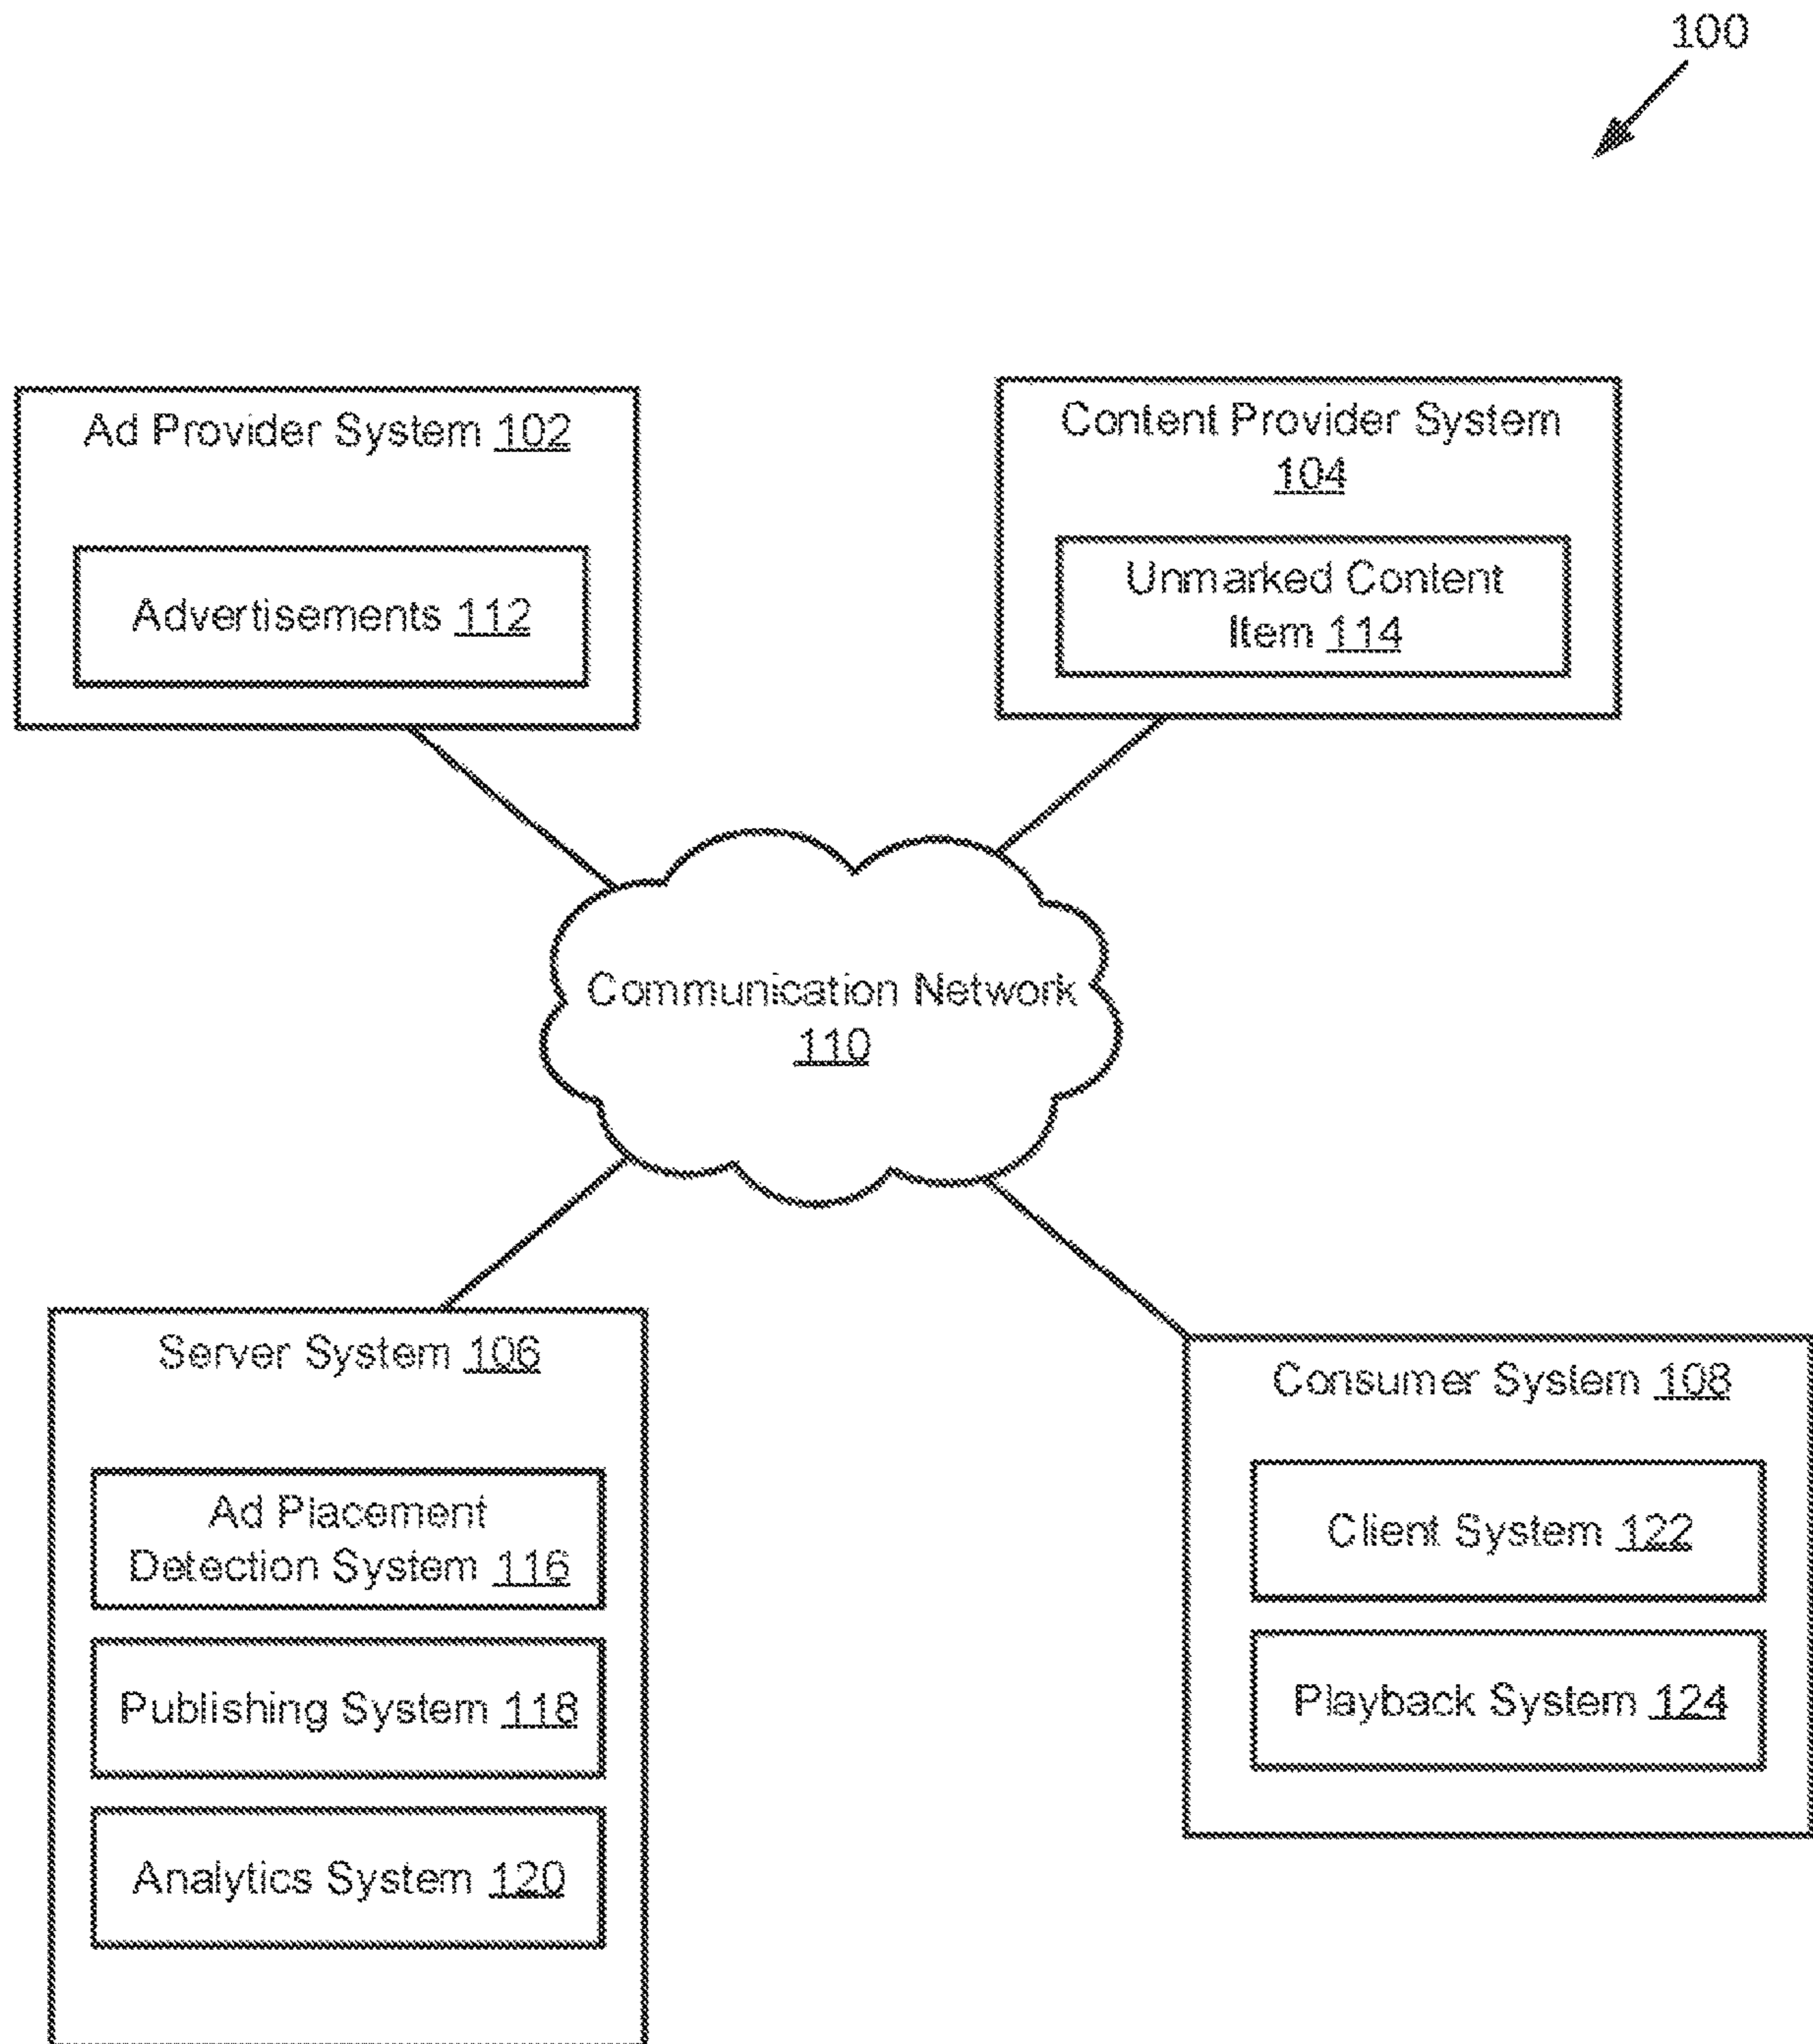 100
Ad Provider System 102
Advertisements 112
Content Provider System
104
Unmarked Content
Item 114
Communication Network
110
Server System 106
Ad Placement
Detection System 116
Publishing System 118
Analytics System 120
Consumer System 108
Client System 122
Playback System 124